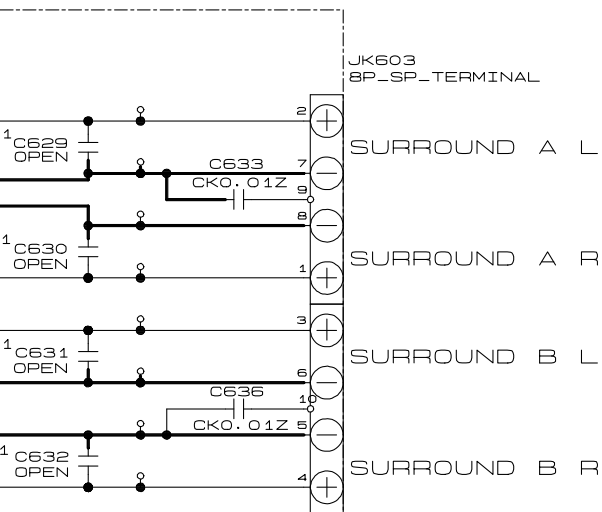 JK603
8P_SP_TERMINAL
2
1
C629
OPEN
SURROUND A L
C633
7
CK0.01Z
9
8
1
C630
OPEN
SURROUND A R
1
3
1
C631
OPEN
SURROUND B L
6
C636
10
CK0.01Z
5
1
C632
OPEN
SURROUND B R
4